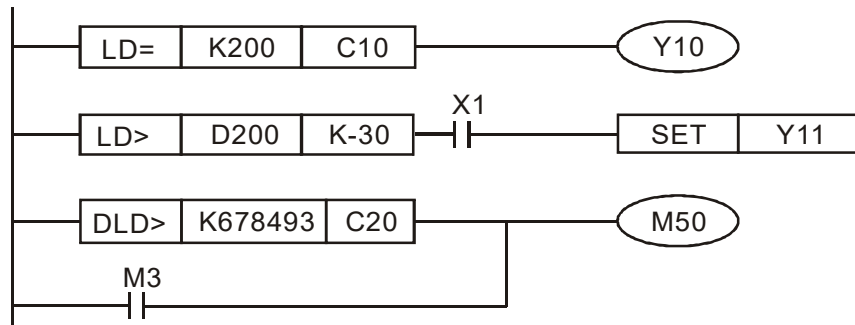 LD= K200 C10 Y10
X1
LD> D200 K-30 SET Y11
DLD> K678493 C20 M50
M3